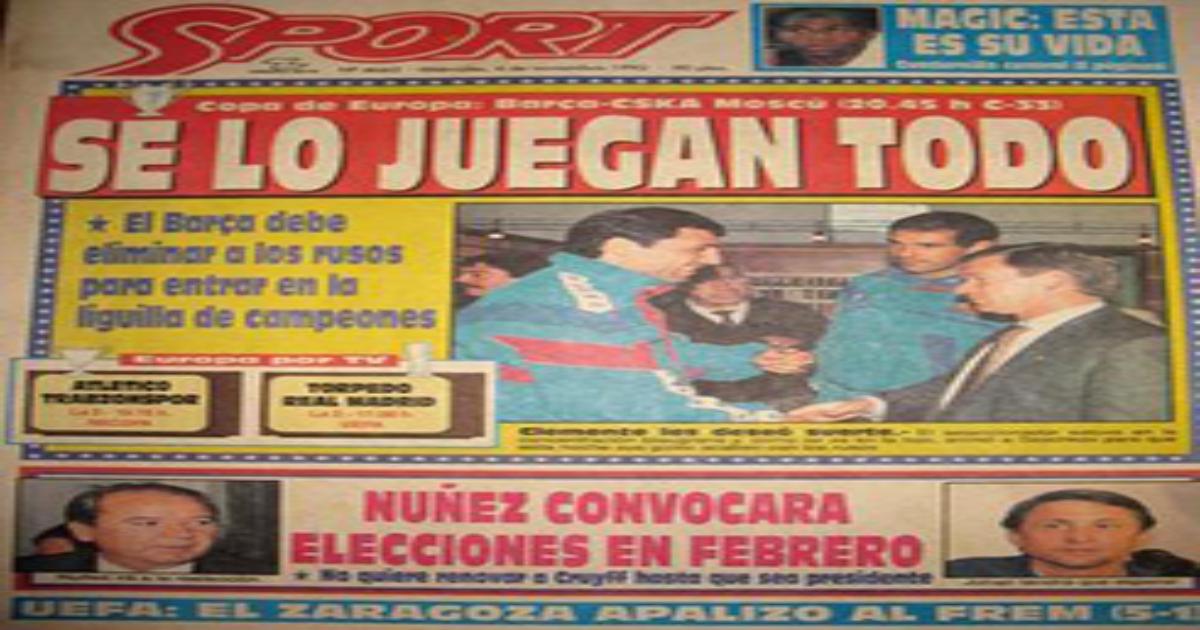 SPORT
MAGIC: ESTA
ES SU VIDA
Copa de Europa: Barça-CSKA Moscú (20.45 h C-33)
SE LO JUEGAN TODO
★ El Barça debe
eliminar a los rusos
para entrar en la
liguilla de campeones
Europa por TV
ATLETICO
TRABZONSPOR
RECOPA
TORPEDO
REAL MADRID
UEFA
Clemente les deseó suerte.-
NUÑEZ CONVOCARA
ELECCIONES EN FEBRERO
★ No quiere renovar a Cruyff hasta que sea presidente
UEFA: EL ZARAGOZA APALIZO AL FREM (5-1